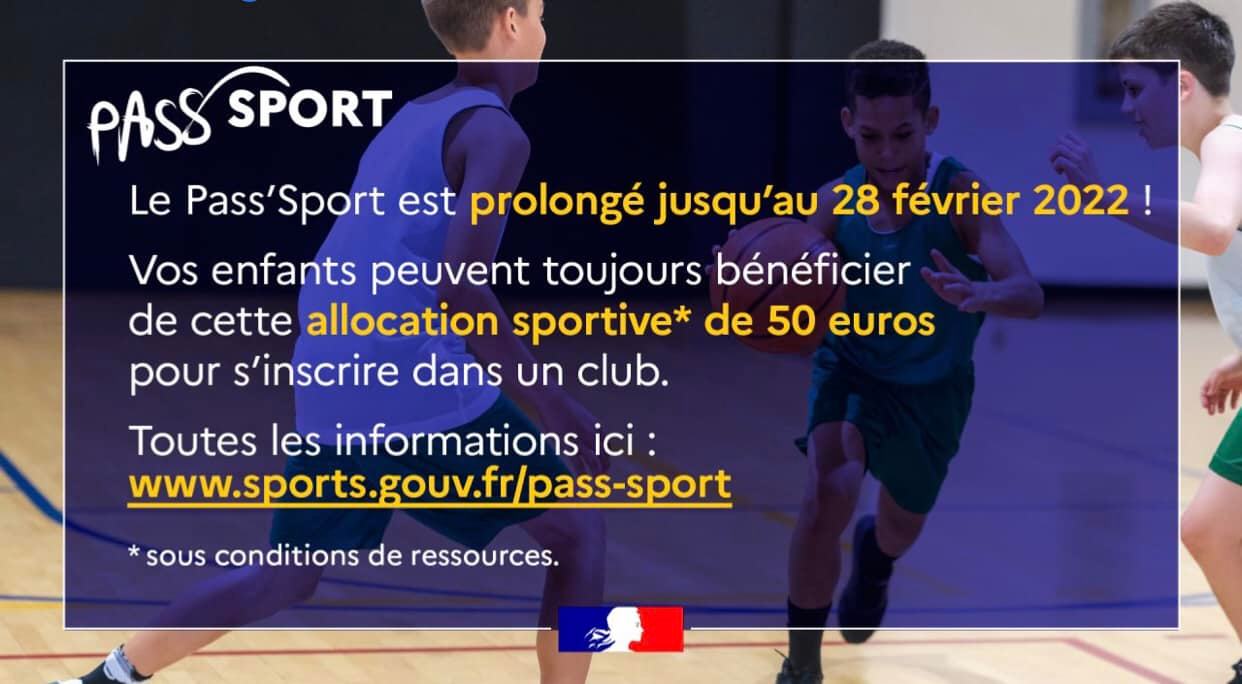 PASS SPORT
Le Pass’Sport est prolongé jusqu’au 28 février 2022 !
Vos enfants peuvent toujours bénéficier
de cette allocation sportive* de 50 euros
pour s’inscrire dans un club.
Toutes les informations ici :
www.sports.gouv.fr/pass-sport
* sous conditions de ressources.